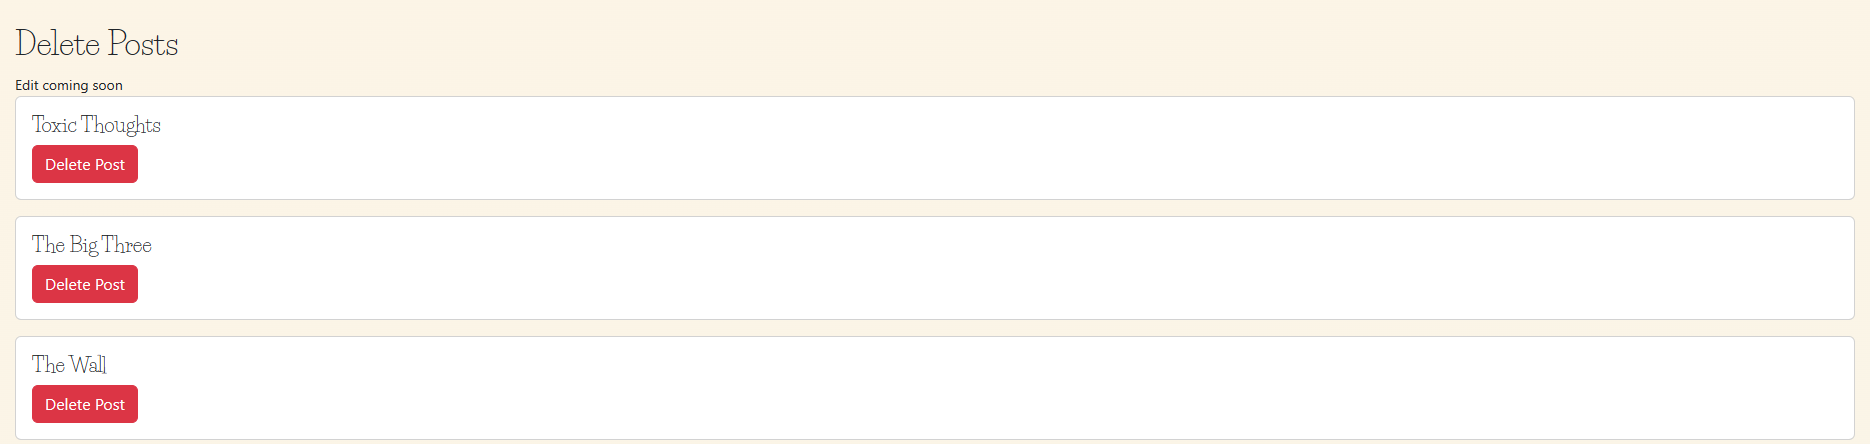 Delete Posts
Edit coming soon
Toxic Thoughts
Delete Post
The Big Three
Delete Post
The Wall
Delete Post